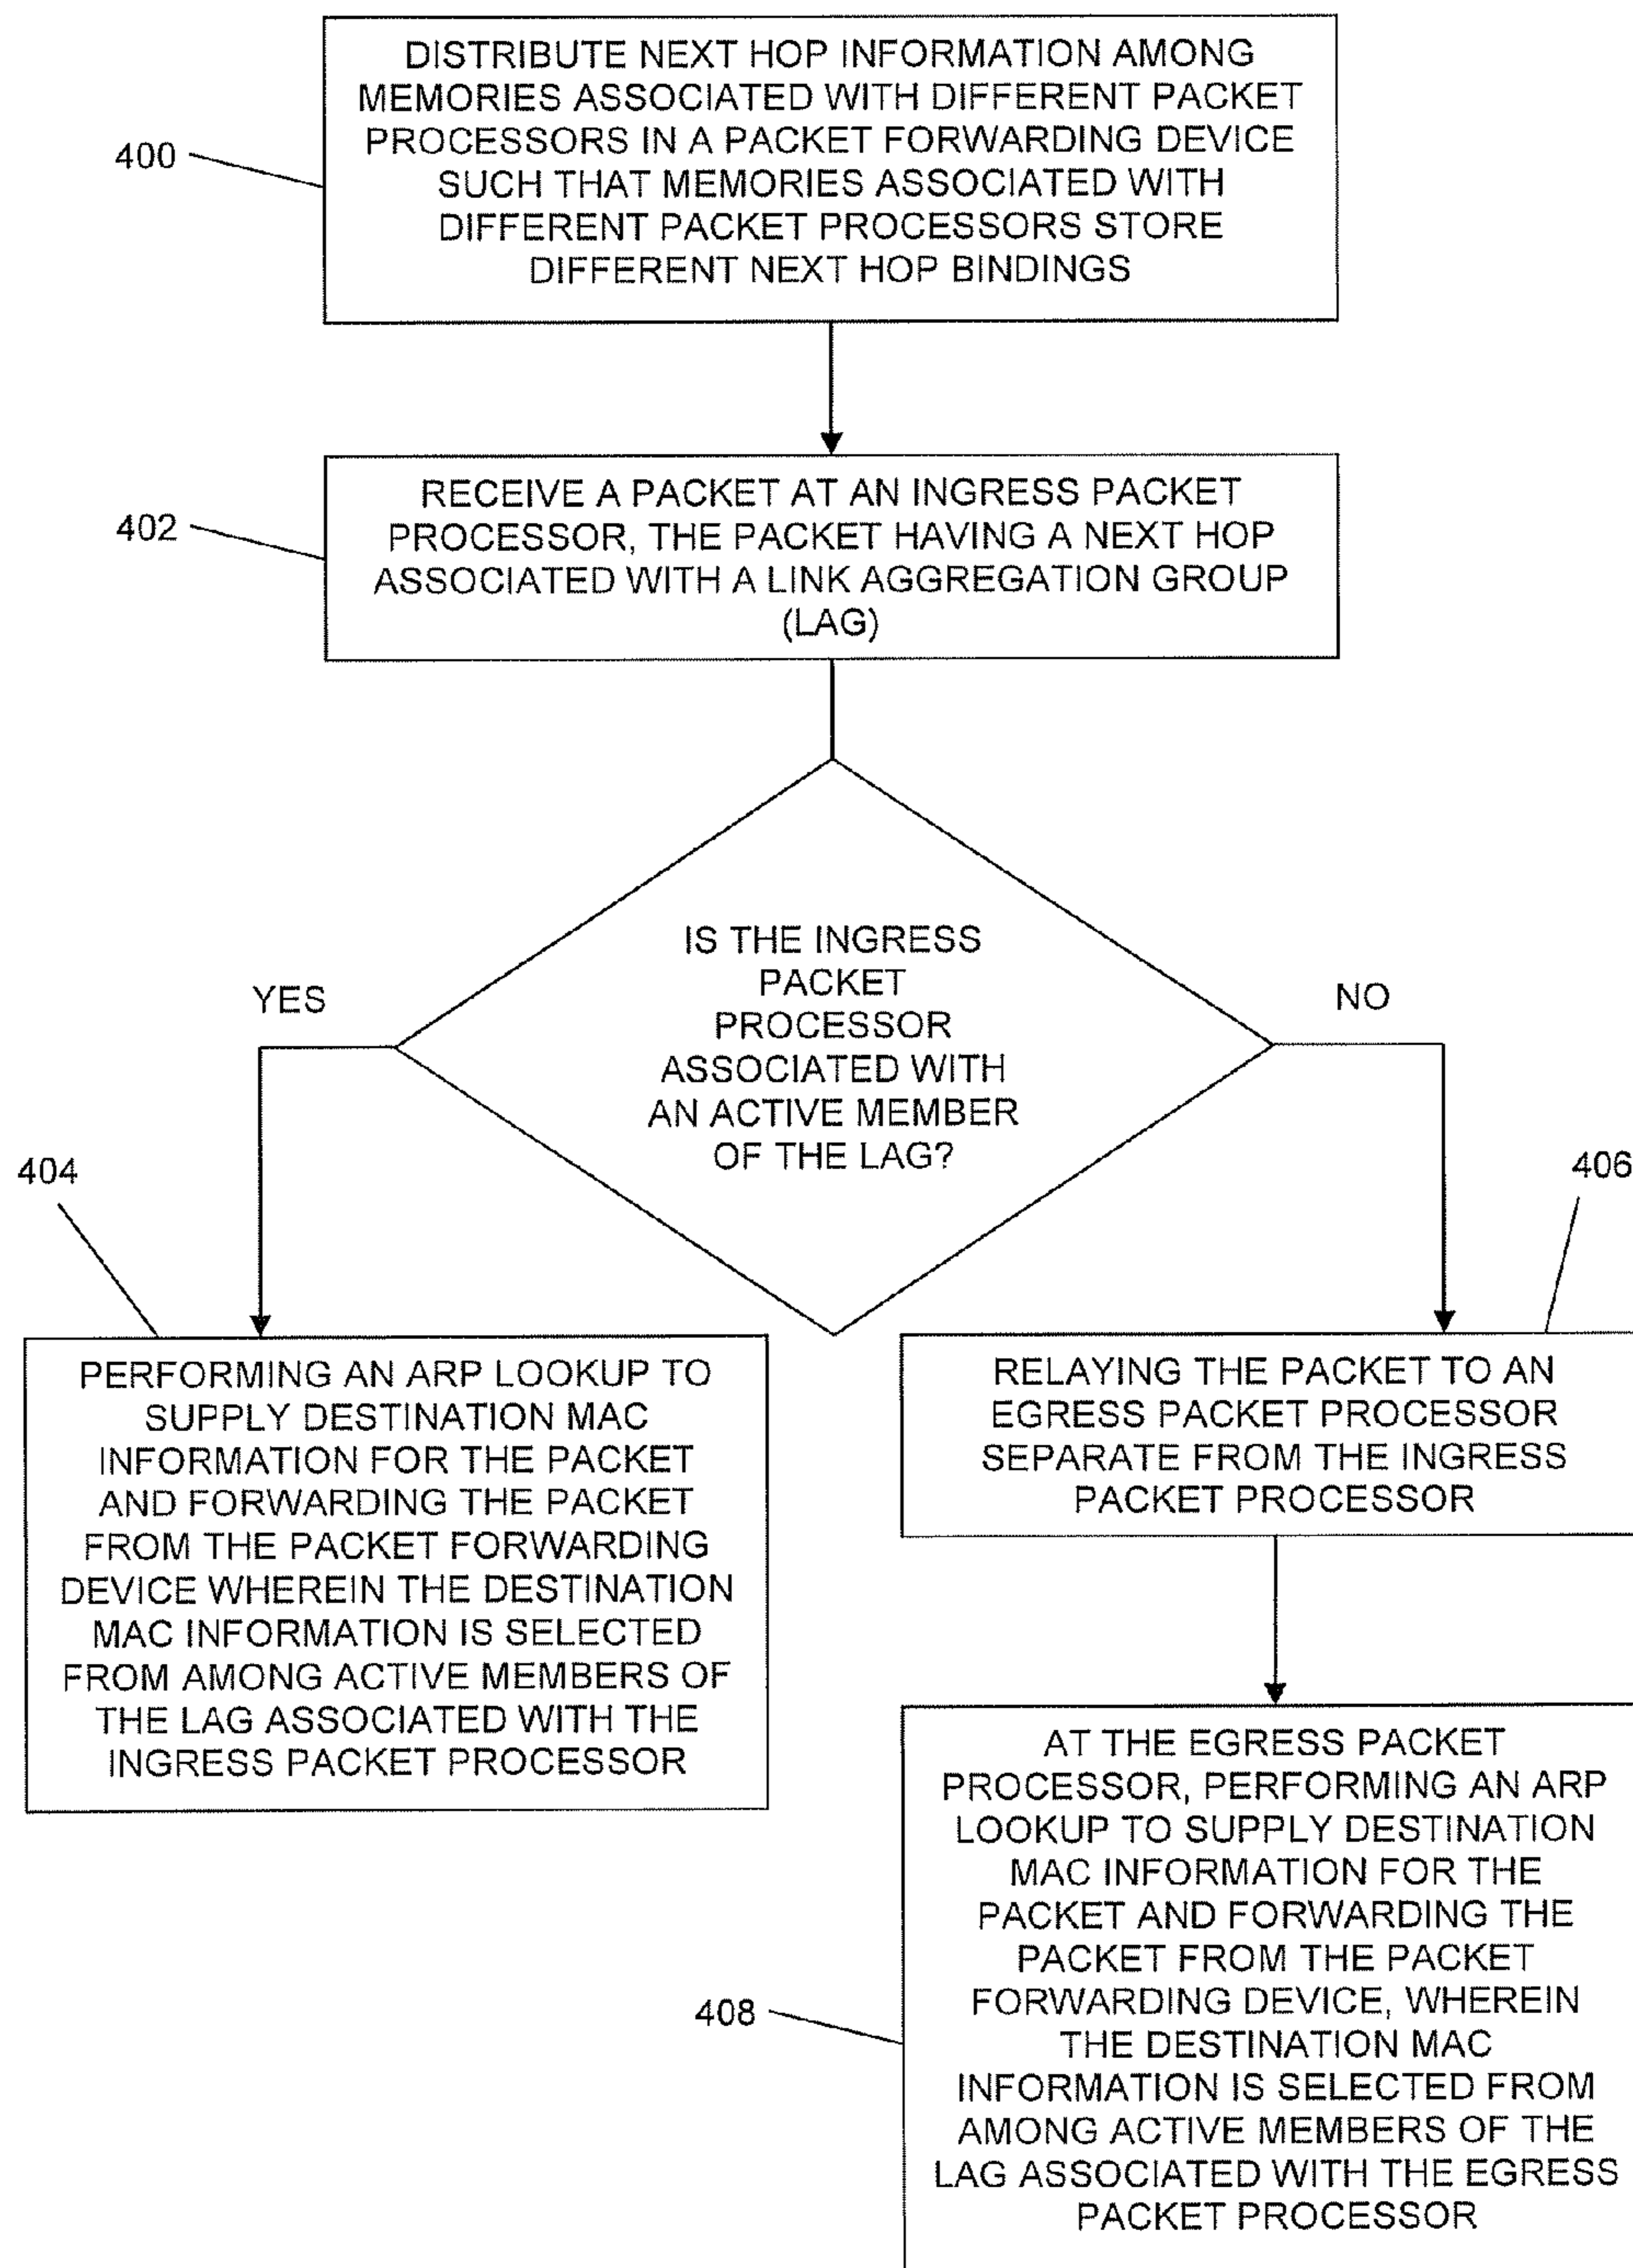 DISTRIBUTE NEXT HOP INFORMATION AMONG
MEMORIES ASSOCIATED WITH DIFFERENT PACKET
PROCESSORS IN A PACKET FORWARDING DEVICE
SUCH THAT MEMORIES ASSOCIATED WITH
DIFFERENT PACKET PROCESSORS STORE
DIFFERENT NEXT HOP BINDINGS
400
RECEIVE A PACKET AT AN INGRESS PACKET
PROCESSOR, THE PACKET HAVING A NEXT HOP
ASSOCIATED WITH A LINK AGGREGATION GROUP
(LAG)
402
IS THE INGRESS
PACKET
PROCESSOR
ASSOCIATED WITH
AN ACTIVE MEMBER
OF THE LAG?
YES
NO
404
PERFORMING AN ARP LOOKUP TO
SUPPLY DESTINATION MAC
INFORMATION FOR THE PACKET
AND FORWARDING THE PACKET
FROM THE PACKET FORWARDING
DEVICE WHEREIN THE DESTINATION
MAC INFORMATION IS SELECTED
FROM AMONG ACTIVE MEMBERS OF
THE LAG ASSOCIATED WITH THE
INGRESS PACKET PROCESSOR
406
RELAYING THE PACKET TO AN
EGRESS PACKET PROCESSOR
SEPARATE FROM THE INGRESS
PACKET PROCESSOR
408
AT THE EGRESS PACKET
PROCESSOR, PERFORMING AN ARP
LOOKUP TO SUPPLY DESTINATION
MAC INFORMATION FOR THE
PACKET AND FORWARDING THE
PACKET FROM THE PACKET
FORWARDING DEVICE, WHEREIN
THE DESTINATION MAC
INFORMATION IS SELECTED FROM
AMONG ACTIVE MEMBERS OF THE
LAG ASSOCIATED WITH THE EGRESS
PACKET PROCESSOR